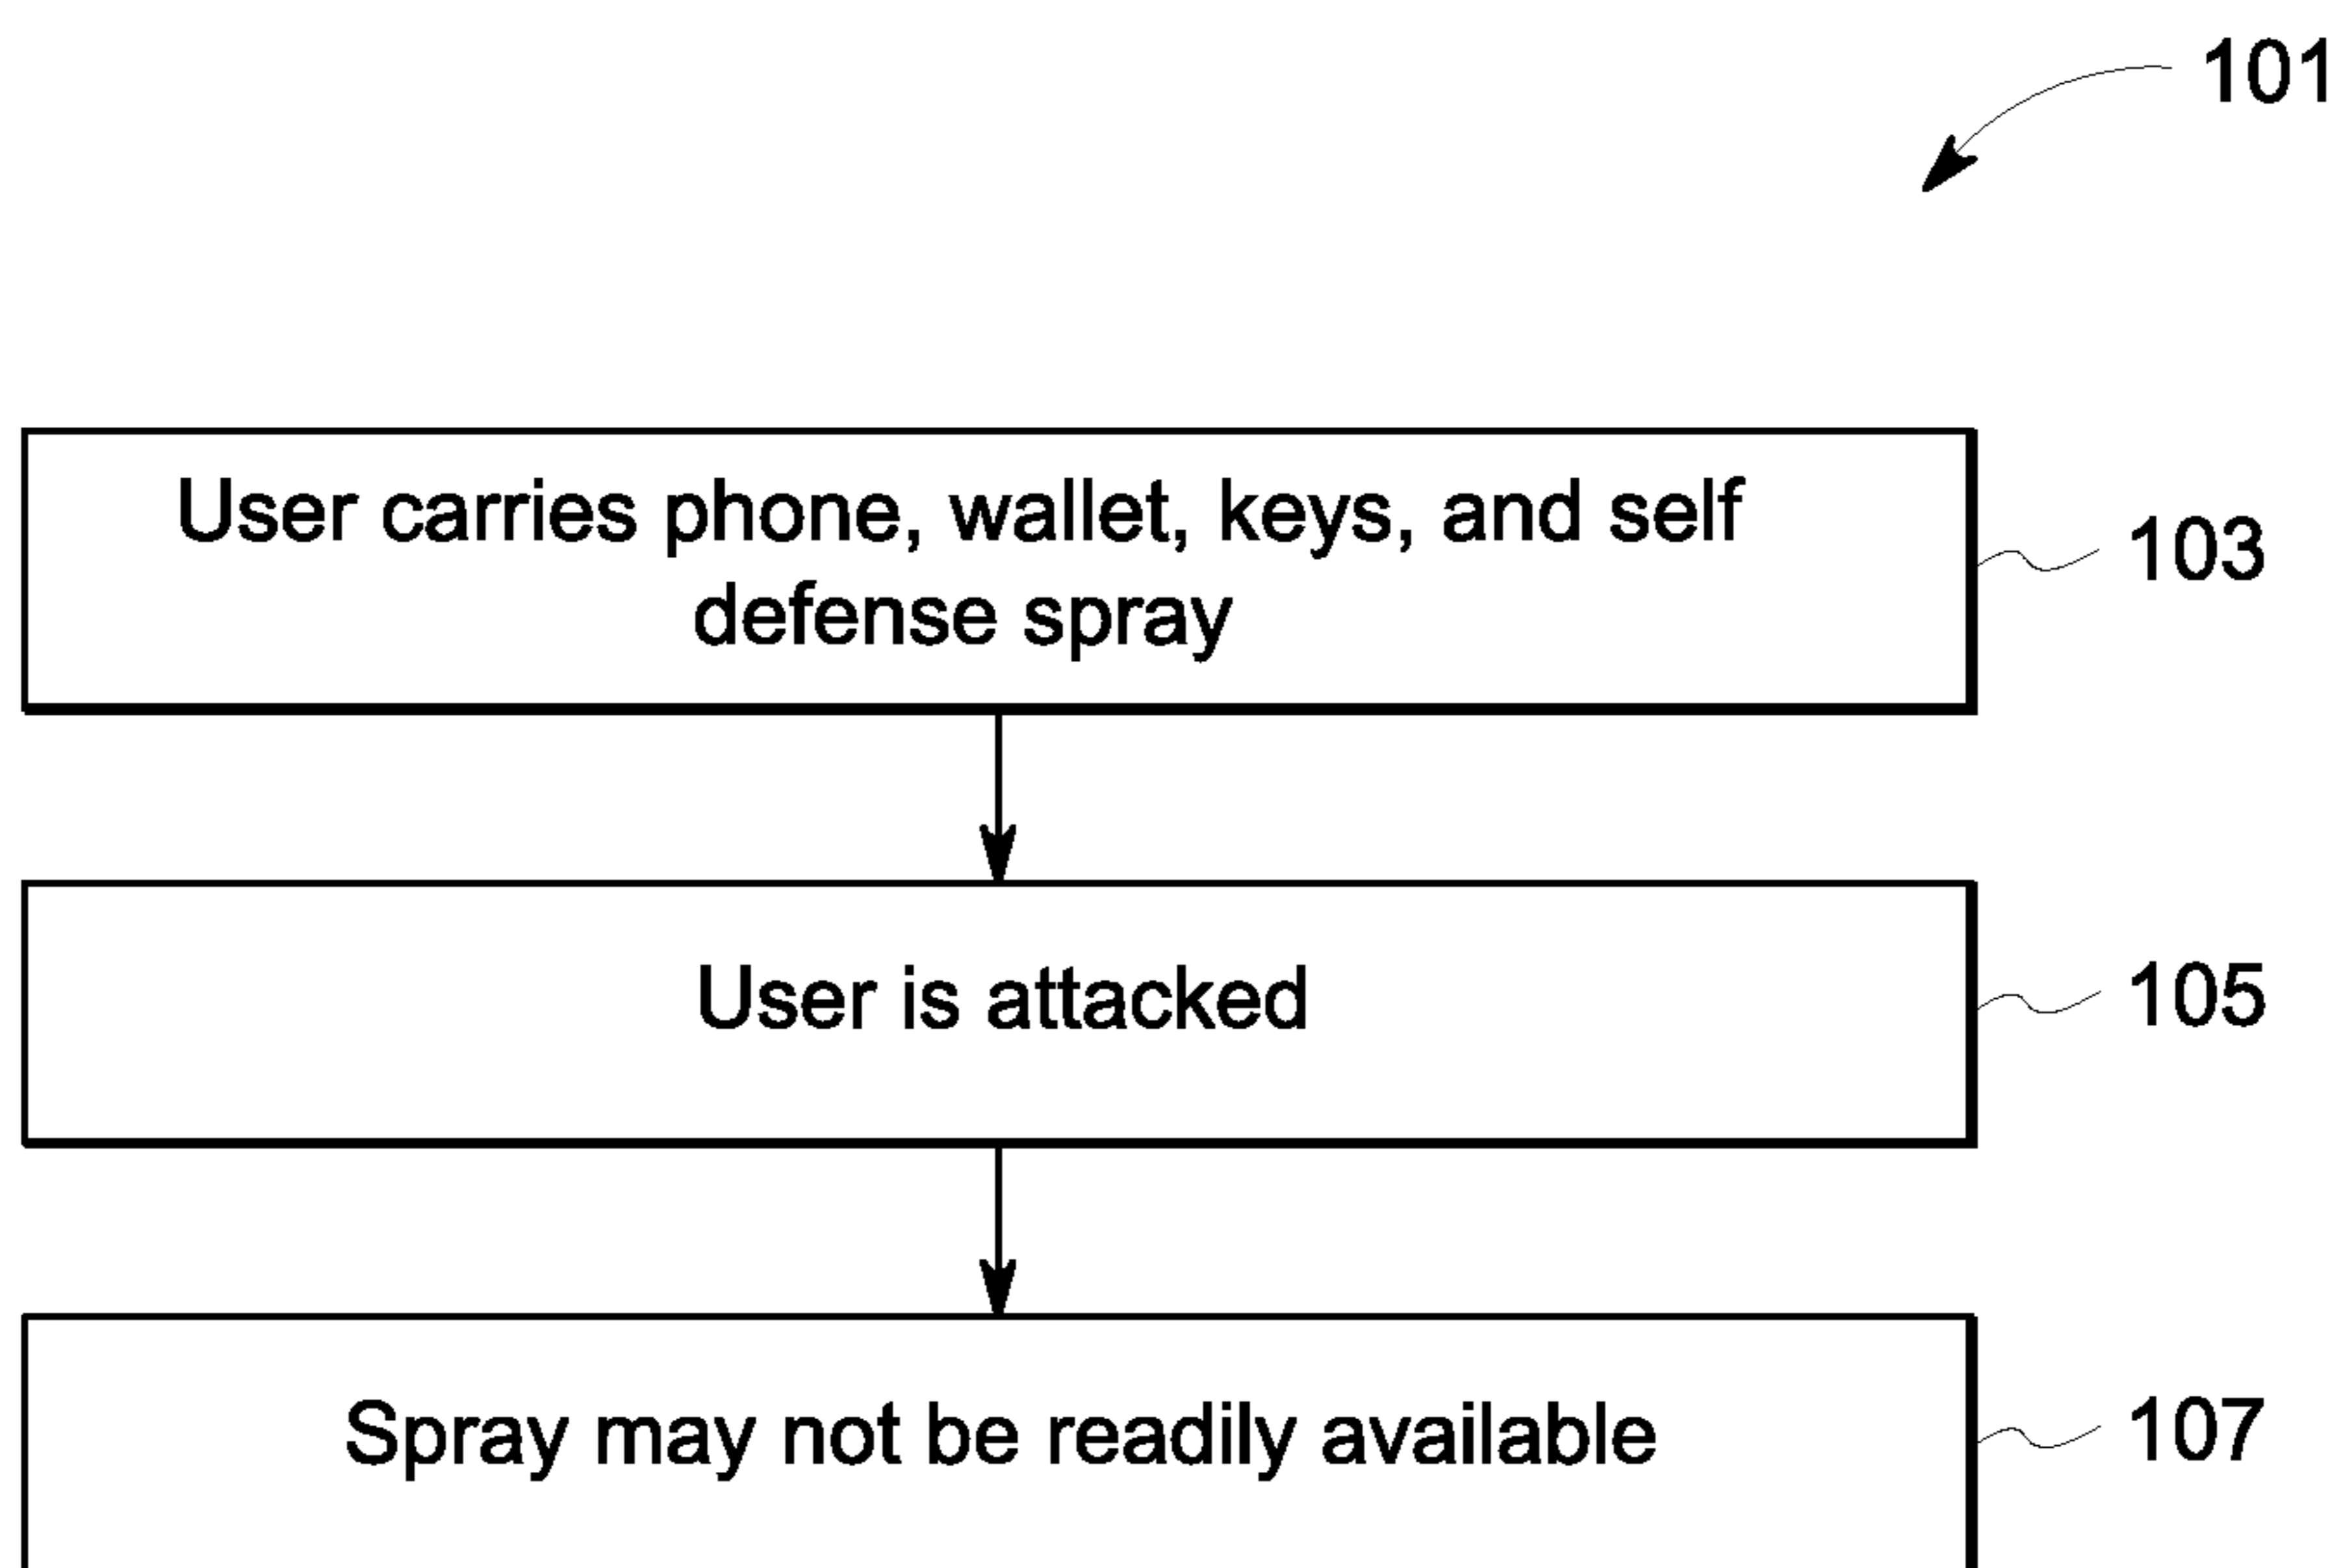 101
User carries phone, wallet, keys, and self
defense spray
103
User is attacked
105
Spray may not be readily available
107